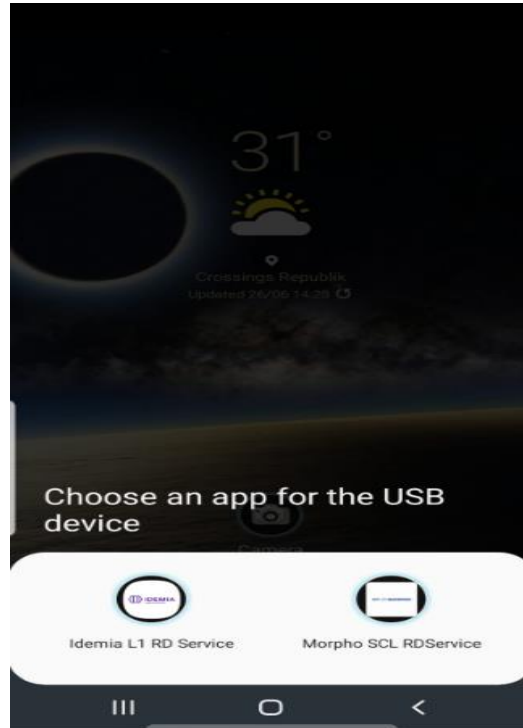 31°
Crossings Republik
Updated 26/06 14:28
Choose an app for the USB
device
Camera
IDEMIA
Idemia L1 RD Service
Morpho SCL RDService